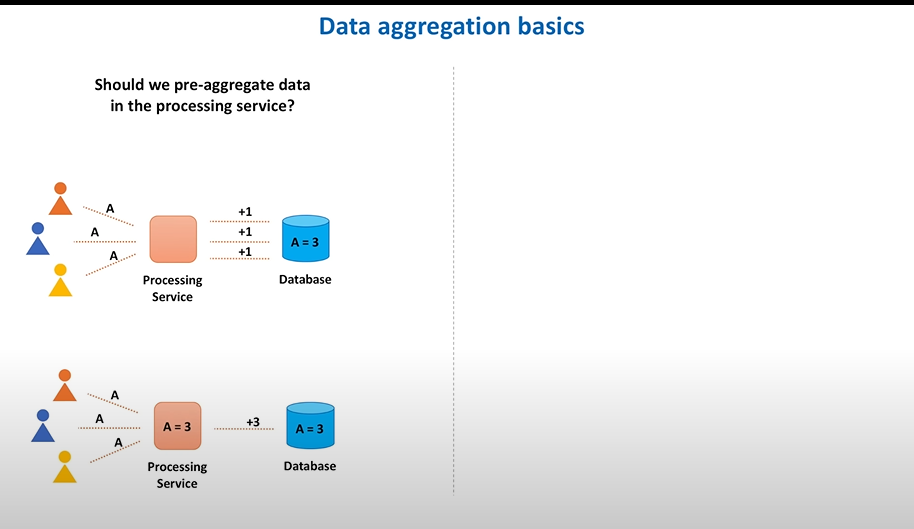 Data aggregation basics
Should we pre-aggregate data
in the processing service?
A
A
A
+1
+1
+1
A = 3
Processing
Service
Database
A
A
A
A = 3
+3
A = 3
Processing
Service
Database